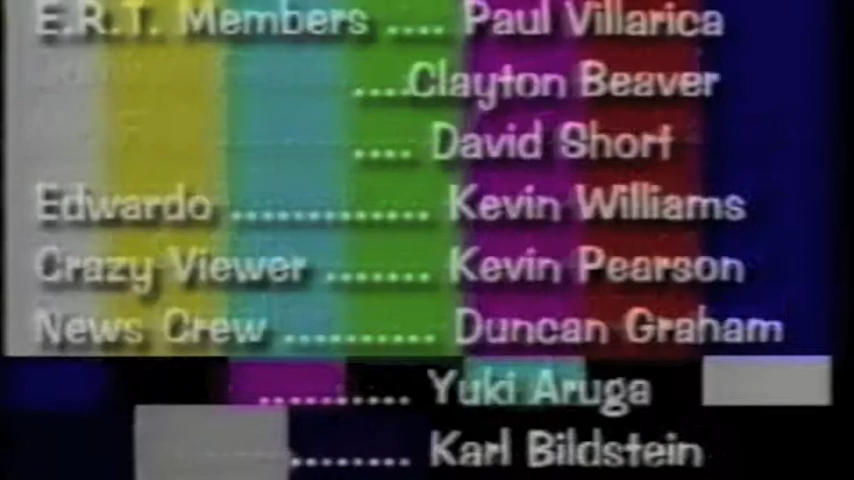 E.R.T. Members .... Paul Villarica
....Clayton Beaver
.... David Short
Edwardo ............. Kevin Williams
Crazy Viewer ....... Kevin Pearson
News Crew .......... Duncan Graham
.......... Yuki Aruga
........ Karl Bildstein